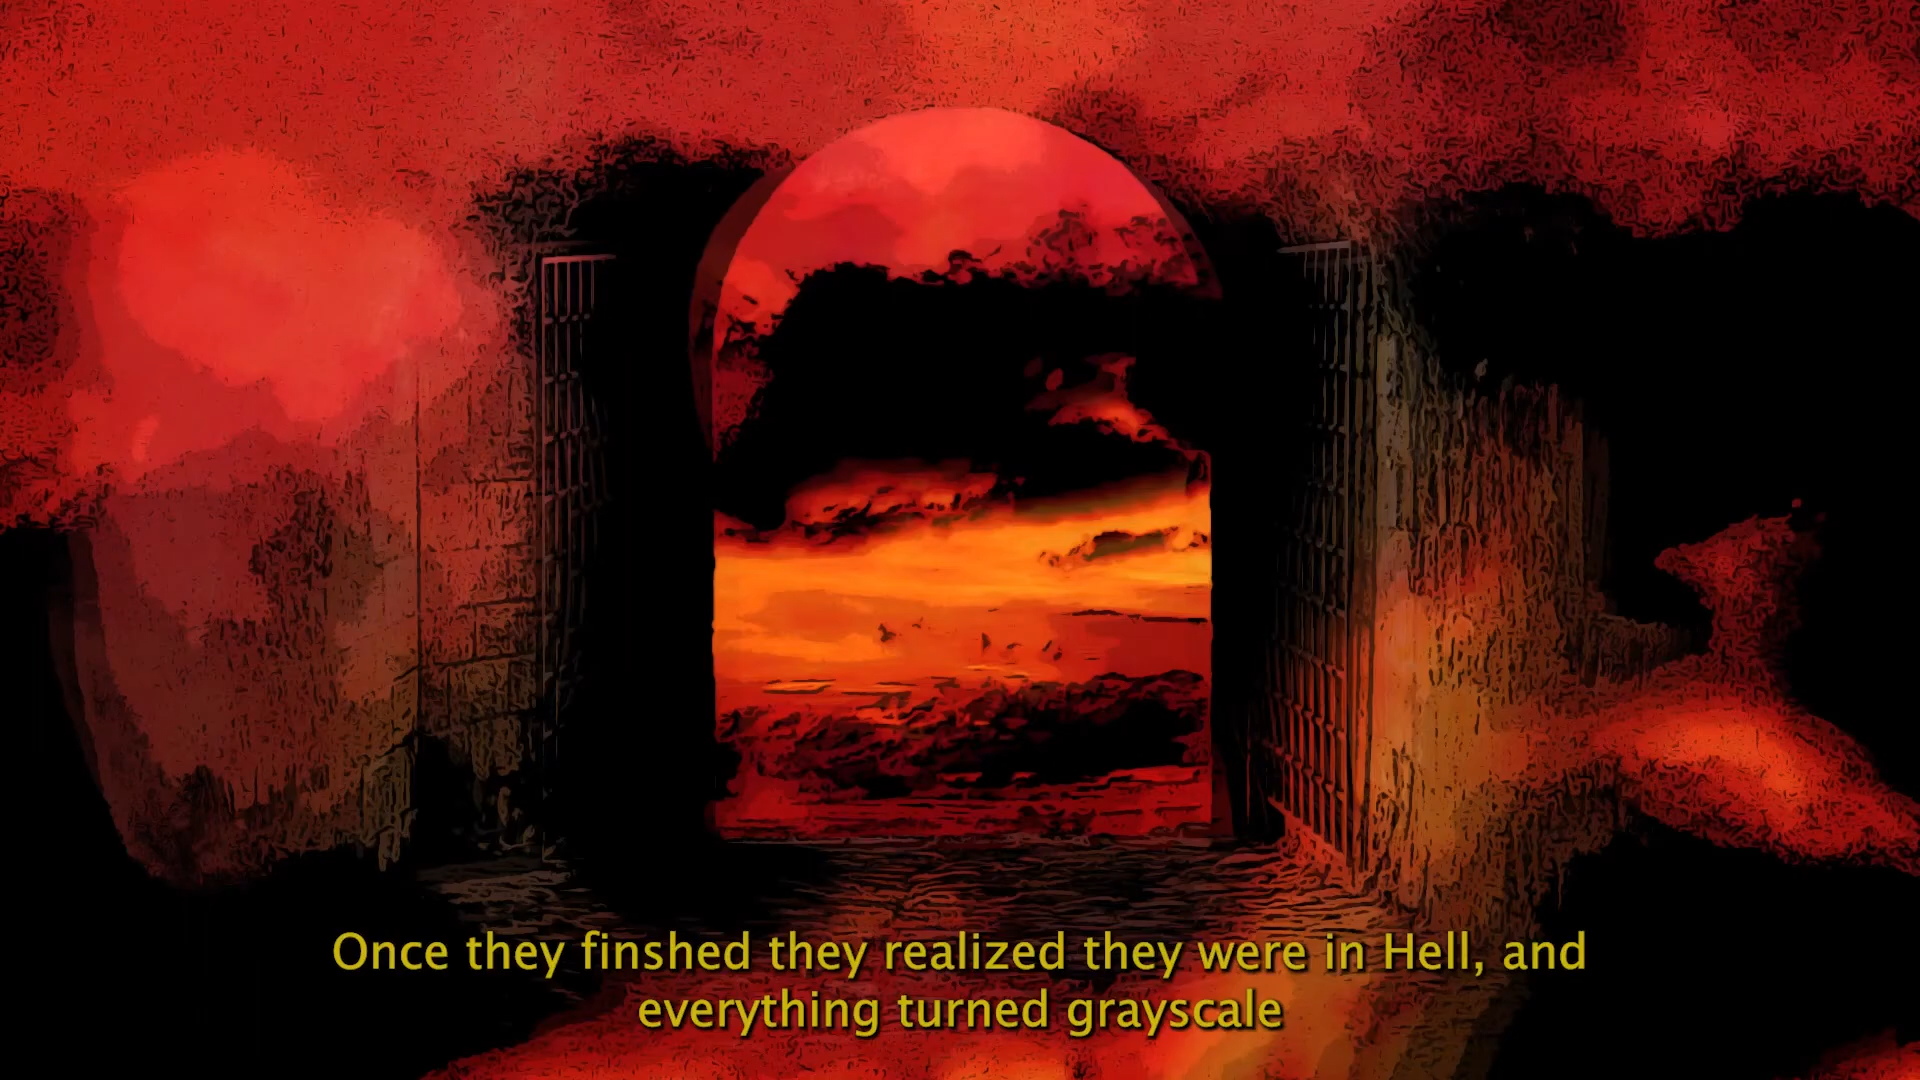 Once they finshed they realized they were in Hell, and
everything turned grayscale